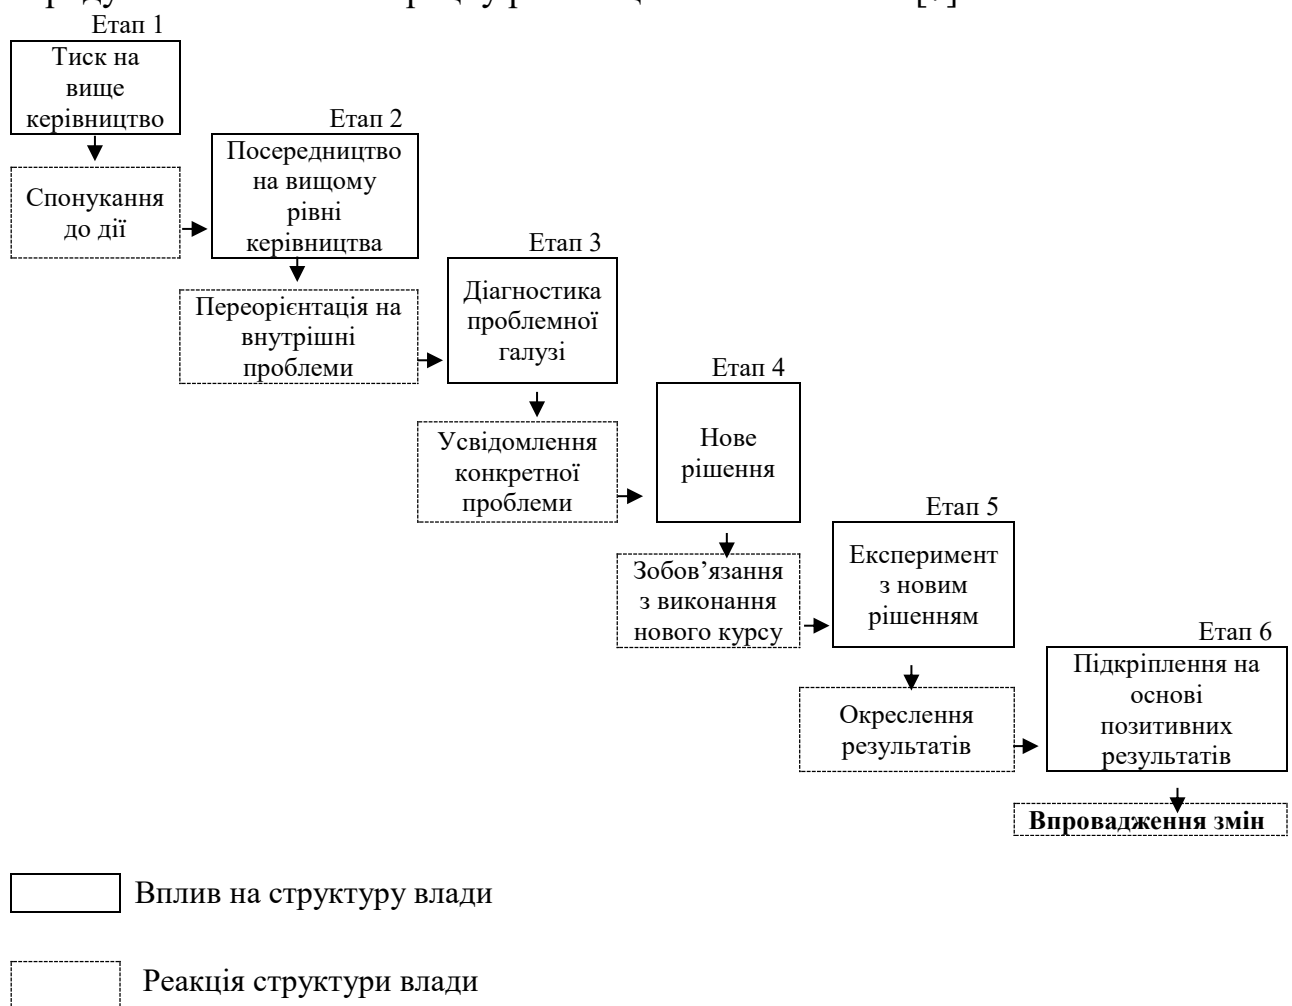 Етап 1
Тиск на
вище
керівництво
Спонукання
до дії
Етап 2
Посередництво
на вищому
рівні
керівництва
Переорієнтація на
внутрішні
проблеми
Етап 3
Діагностика
проблемної
галузі
Усвідомлення
конкретної
проблеми
Етап 4
Нове
рішення
Зобов’язання
з виконання
нового курсу
Етап 5
Експеримент
з новим
рішенням
Окреслення
результатів
Етап 6
Підкріплення на
основі
позитивних
результатів
Впровадження змін
Вплив на структуру влади
Реакція структури влади